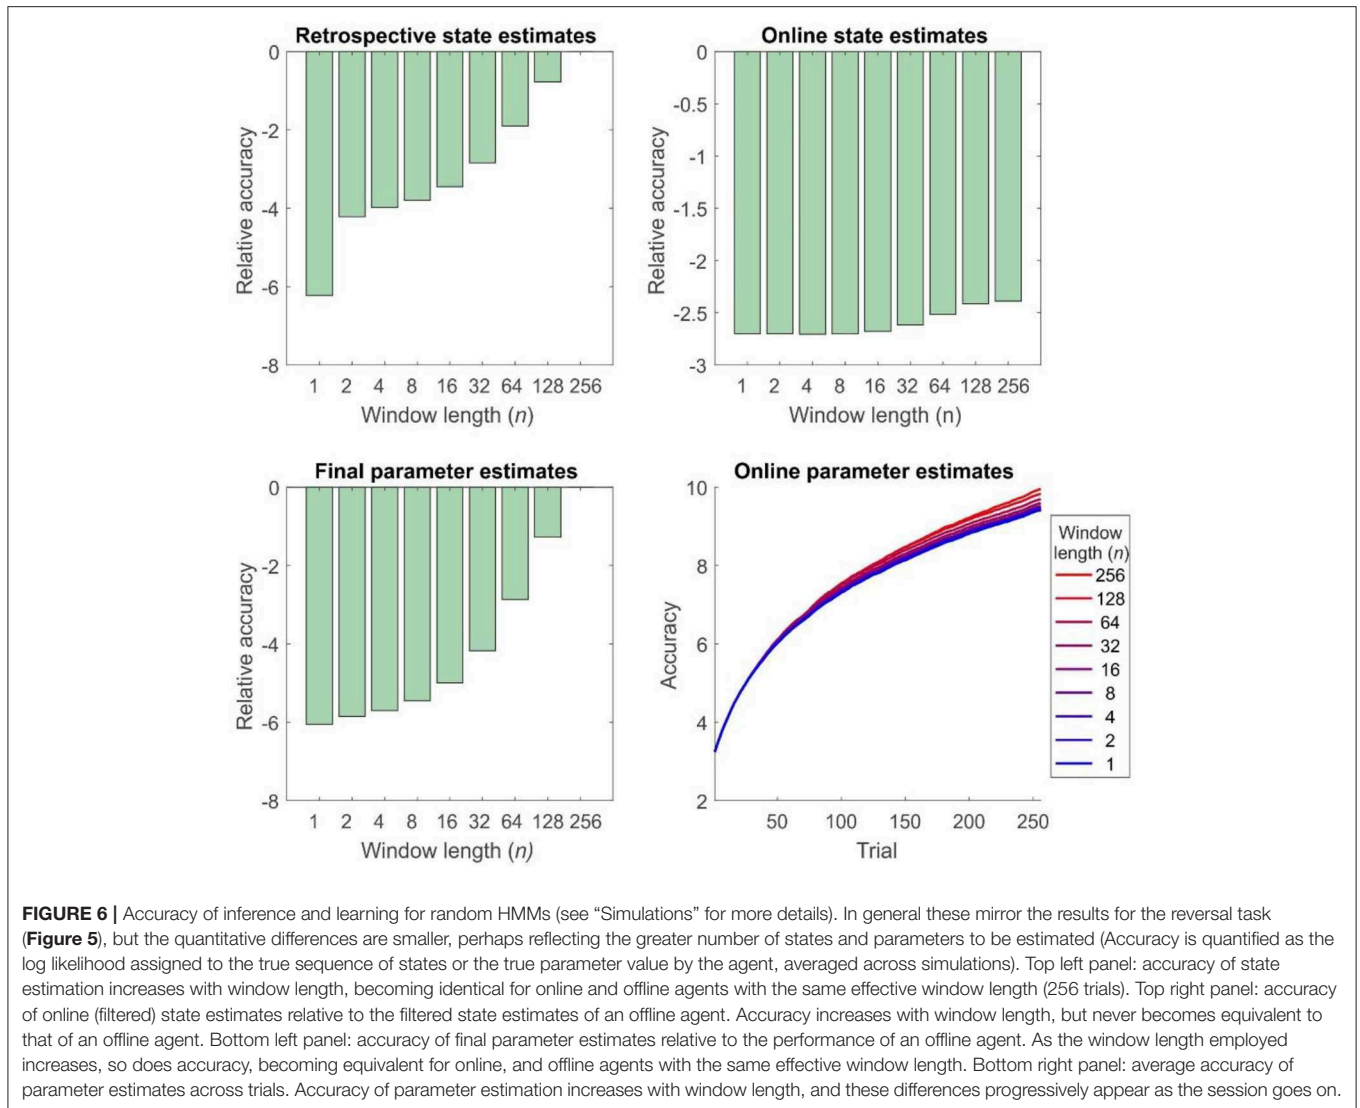 Retrospective state estimates
0
-2
-4
-6
-8
Relative accuracy
1 2 4 8 16 32 64 128 256
Window length (n)
Online state estimates
0
-0.5
-1
-1.5
-2
-2.5
-3
Relative accuracy
1 2 4 8 16 32 64 128 256
Window length (n)
Final parameter estimates
0
-2
-4
-6
-8
Relative accuracy
1 2 4 8 16 32 64 128 256
Window length (n)
Online parameter estimates
10
8
6
4
2
Accuracy
50 100 150 200 250
Trial
Window
length (n)
256
128
64
32
16
8
4
2
1
FIGURE 6 | Accuracy of inference and learning for random HMMs (see “Simulations” for more details). In general these mirror the results for the reversal task
(Figure 5), but the quantitative differences are smaller, perhaps reflecting the greater number of states and parameters to be estimated (Accuracy is quantified as the
log likelihood assigned to the true sequence of states or the true parameter value by the agent, averaged across simulations). Top left panel: accuracy of state
estimation increases with window length, becoming identical for online and offline agents with the same effective window length (256 trials). Top right panel: accuracy
of online (filtered) state estimates relative to the filtered state estimates of an offline agent. Accuracy increases with window length, but never becomes equivalent to
that of an offline agent. Bottom left panel: accuracy of final parameter estimates relative to the performance of an offline agent. As the window length employed
increases, so does accuracy, becoming equivalent for online, and offline agents with the same effective window length. Bottom right panel: average accuracy of
parameter estimates across trials. Accuracy of parameter estimation increases with window length, and these differences progressively appear as the session goes on.